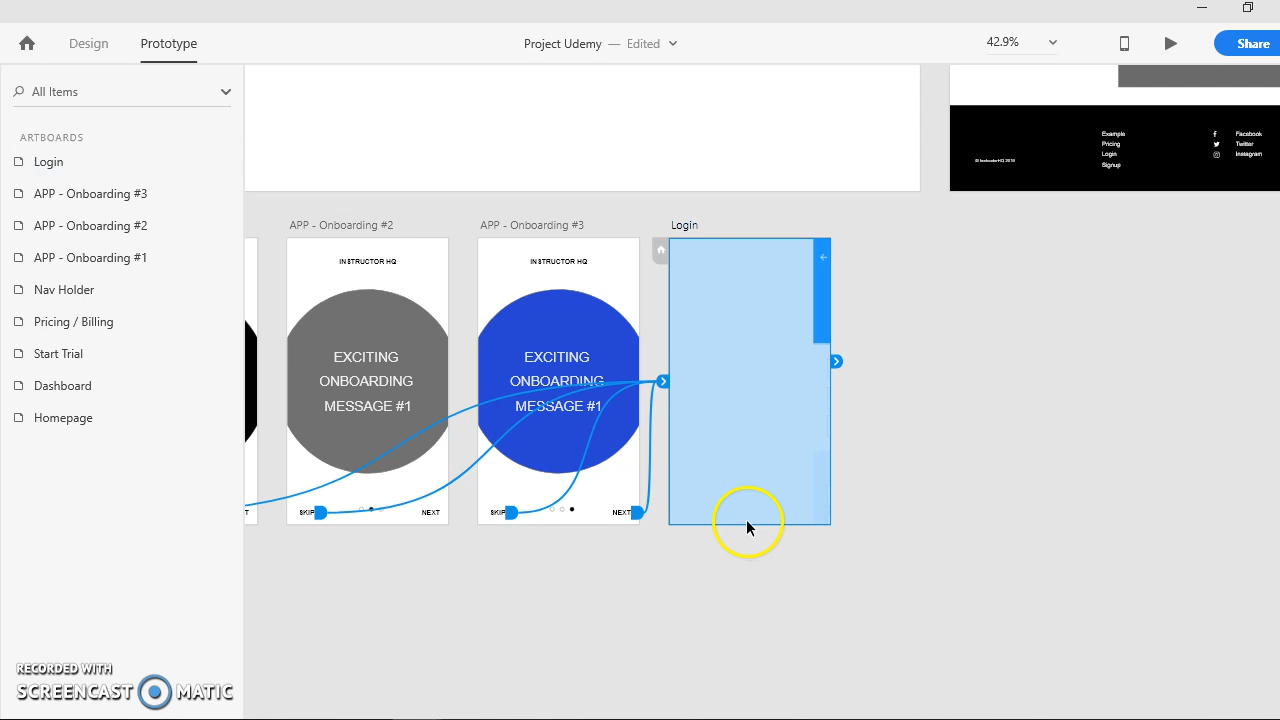 Design
Prototype
Project Udemy — Edited
42.9%
Share
All Items
ARTBOARDS
Login
APP - Onboarding #3
APP - Onboarding #2
APP - Onboarding #1
Nav Holder
Pricing / Billing
Start Trial
Dashboard
Homepage
Example
Pricing
Login
Signup
Facebook
Twitter
Instagram
APP - Onboarding #2
APP - Onboarding #3
Login
INSTRUCTOR HQ
INSTRUCTOR HQ
EXCITING
ONBOARDING
MESSAGE #1
EXCITING
ONBOARDING
MESSAGE #1
SKIP
NEXT
SKIP
NEXT
RECORDED WITH
SCREENCAST MATIC